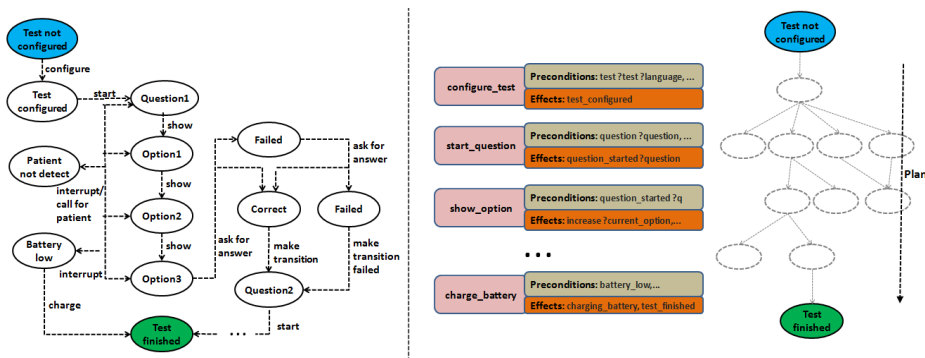 Test not
configured
configure
Test
configured
start
Question1
show
Patient
not detect
Option1
interrupt/
call for
patient
show
Option2
Battery
low
show
interrupt
Option3
charge
Failed
ask for
answer
Correct
Failed
ask for
answer
make
transition
make
transition
failed
Question2
start
...
Test
finished
configure_test
Preconditions: test ?test ?language, ...
Effects: test_configured
start_question
Preconditions: question ?question, ...
Effects: question_started ?question
show_option
Preconditions: question_started ?q
Effects: increase ?current_option,...
...
charge_battery
Preconditions: battery_low,...
Effects: charging_battery, test_finished
Test not
configured
Plan
Test
finished